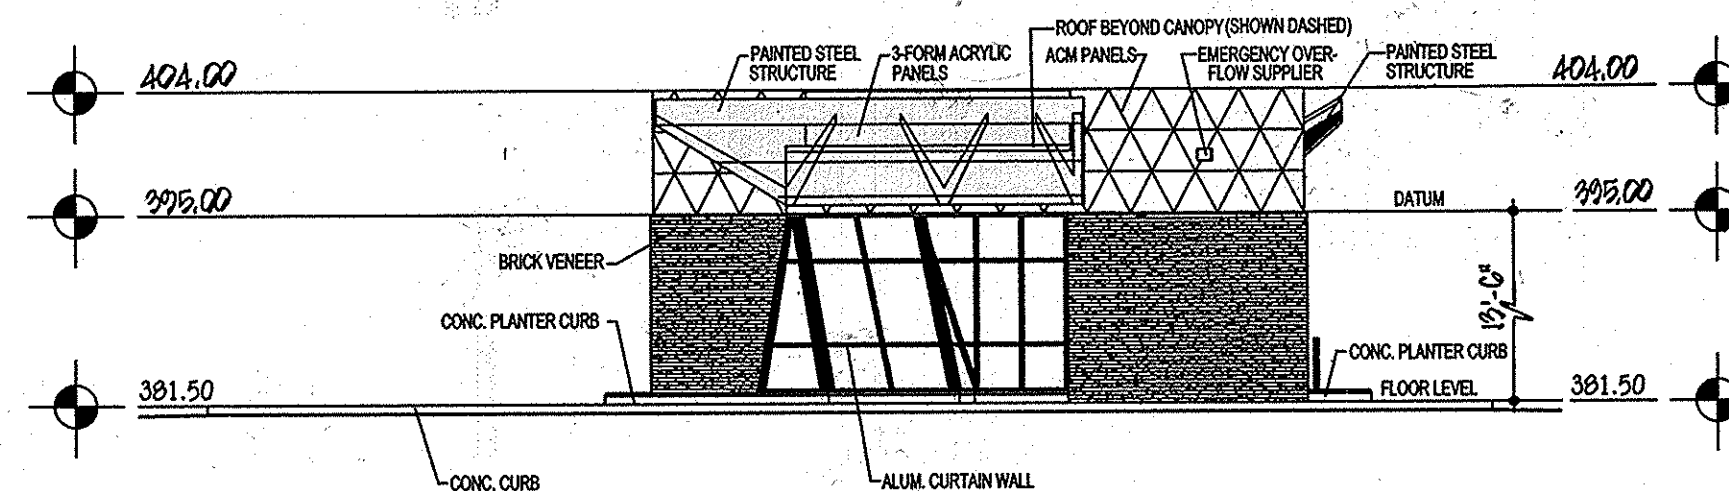 ROOF BEYOND CANOPY (SHOWN DASHED)
PAINTED STEEL
STRUCTURE
3-FORM ACRYLIC
PANELS
ACM PANELS
EMERGENCY OVER-
FLOW SUPPLIER
PAINTED STEEL
STRUCTURE
404.00
404.00
395.00
DATUM
395.00
BRICK VENEER
13'-6"
CONC. PLANTER CURB
CONC. PLANTER CURB
381.50
FLOOR LEVEL
381.50
CONC. CURB
ALUM. CURTAIN WALL